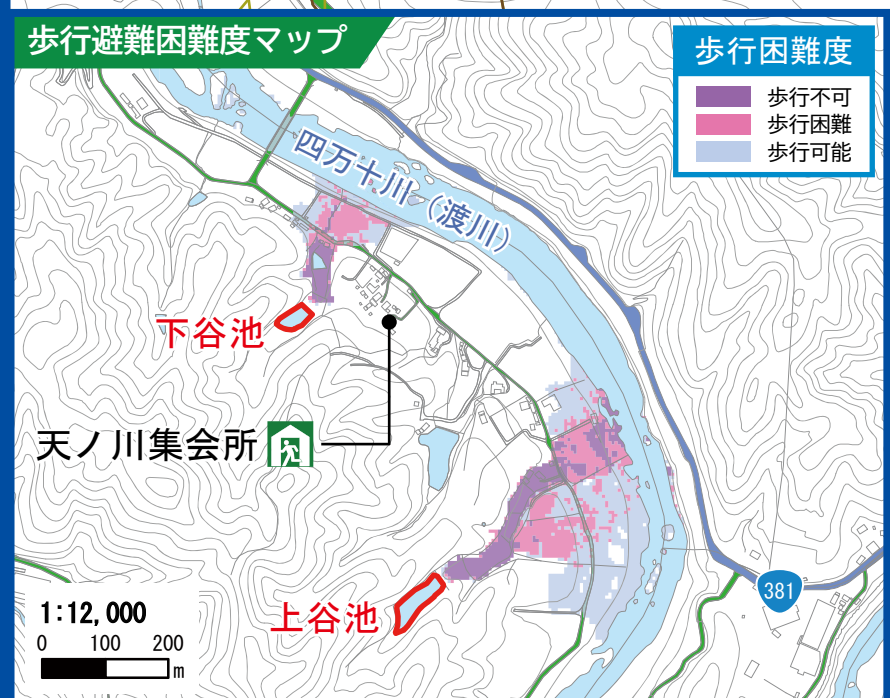 歩行避難困難度マップ
歩行困難度
歩行不可
歩行困難
歩行可能
四万十川（渡川）
下谷池
天ノ川集会所
上谷池
381
1:12,000
0 100 200
m